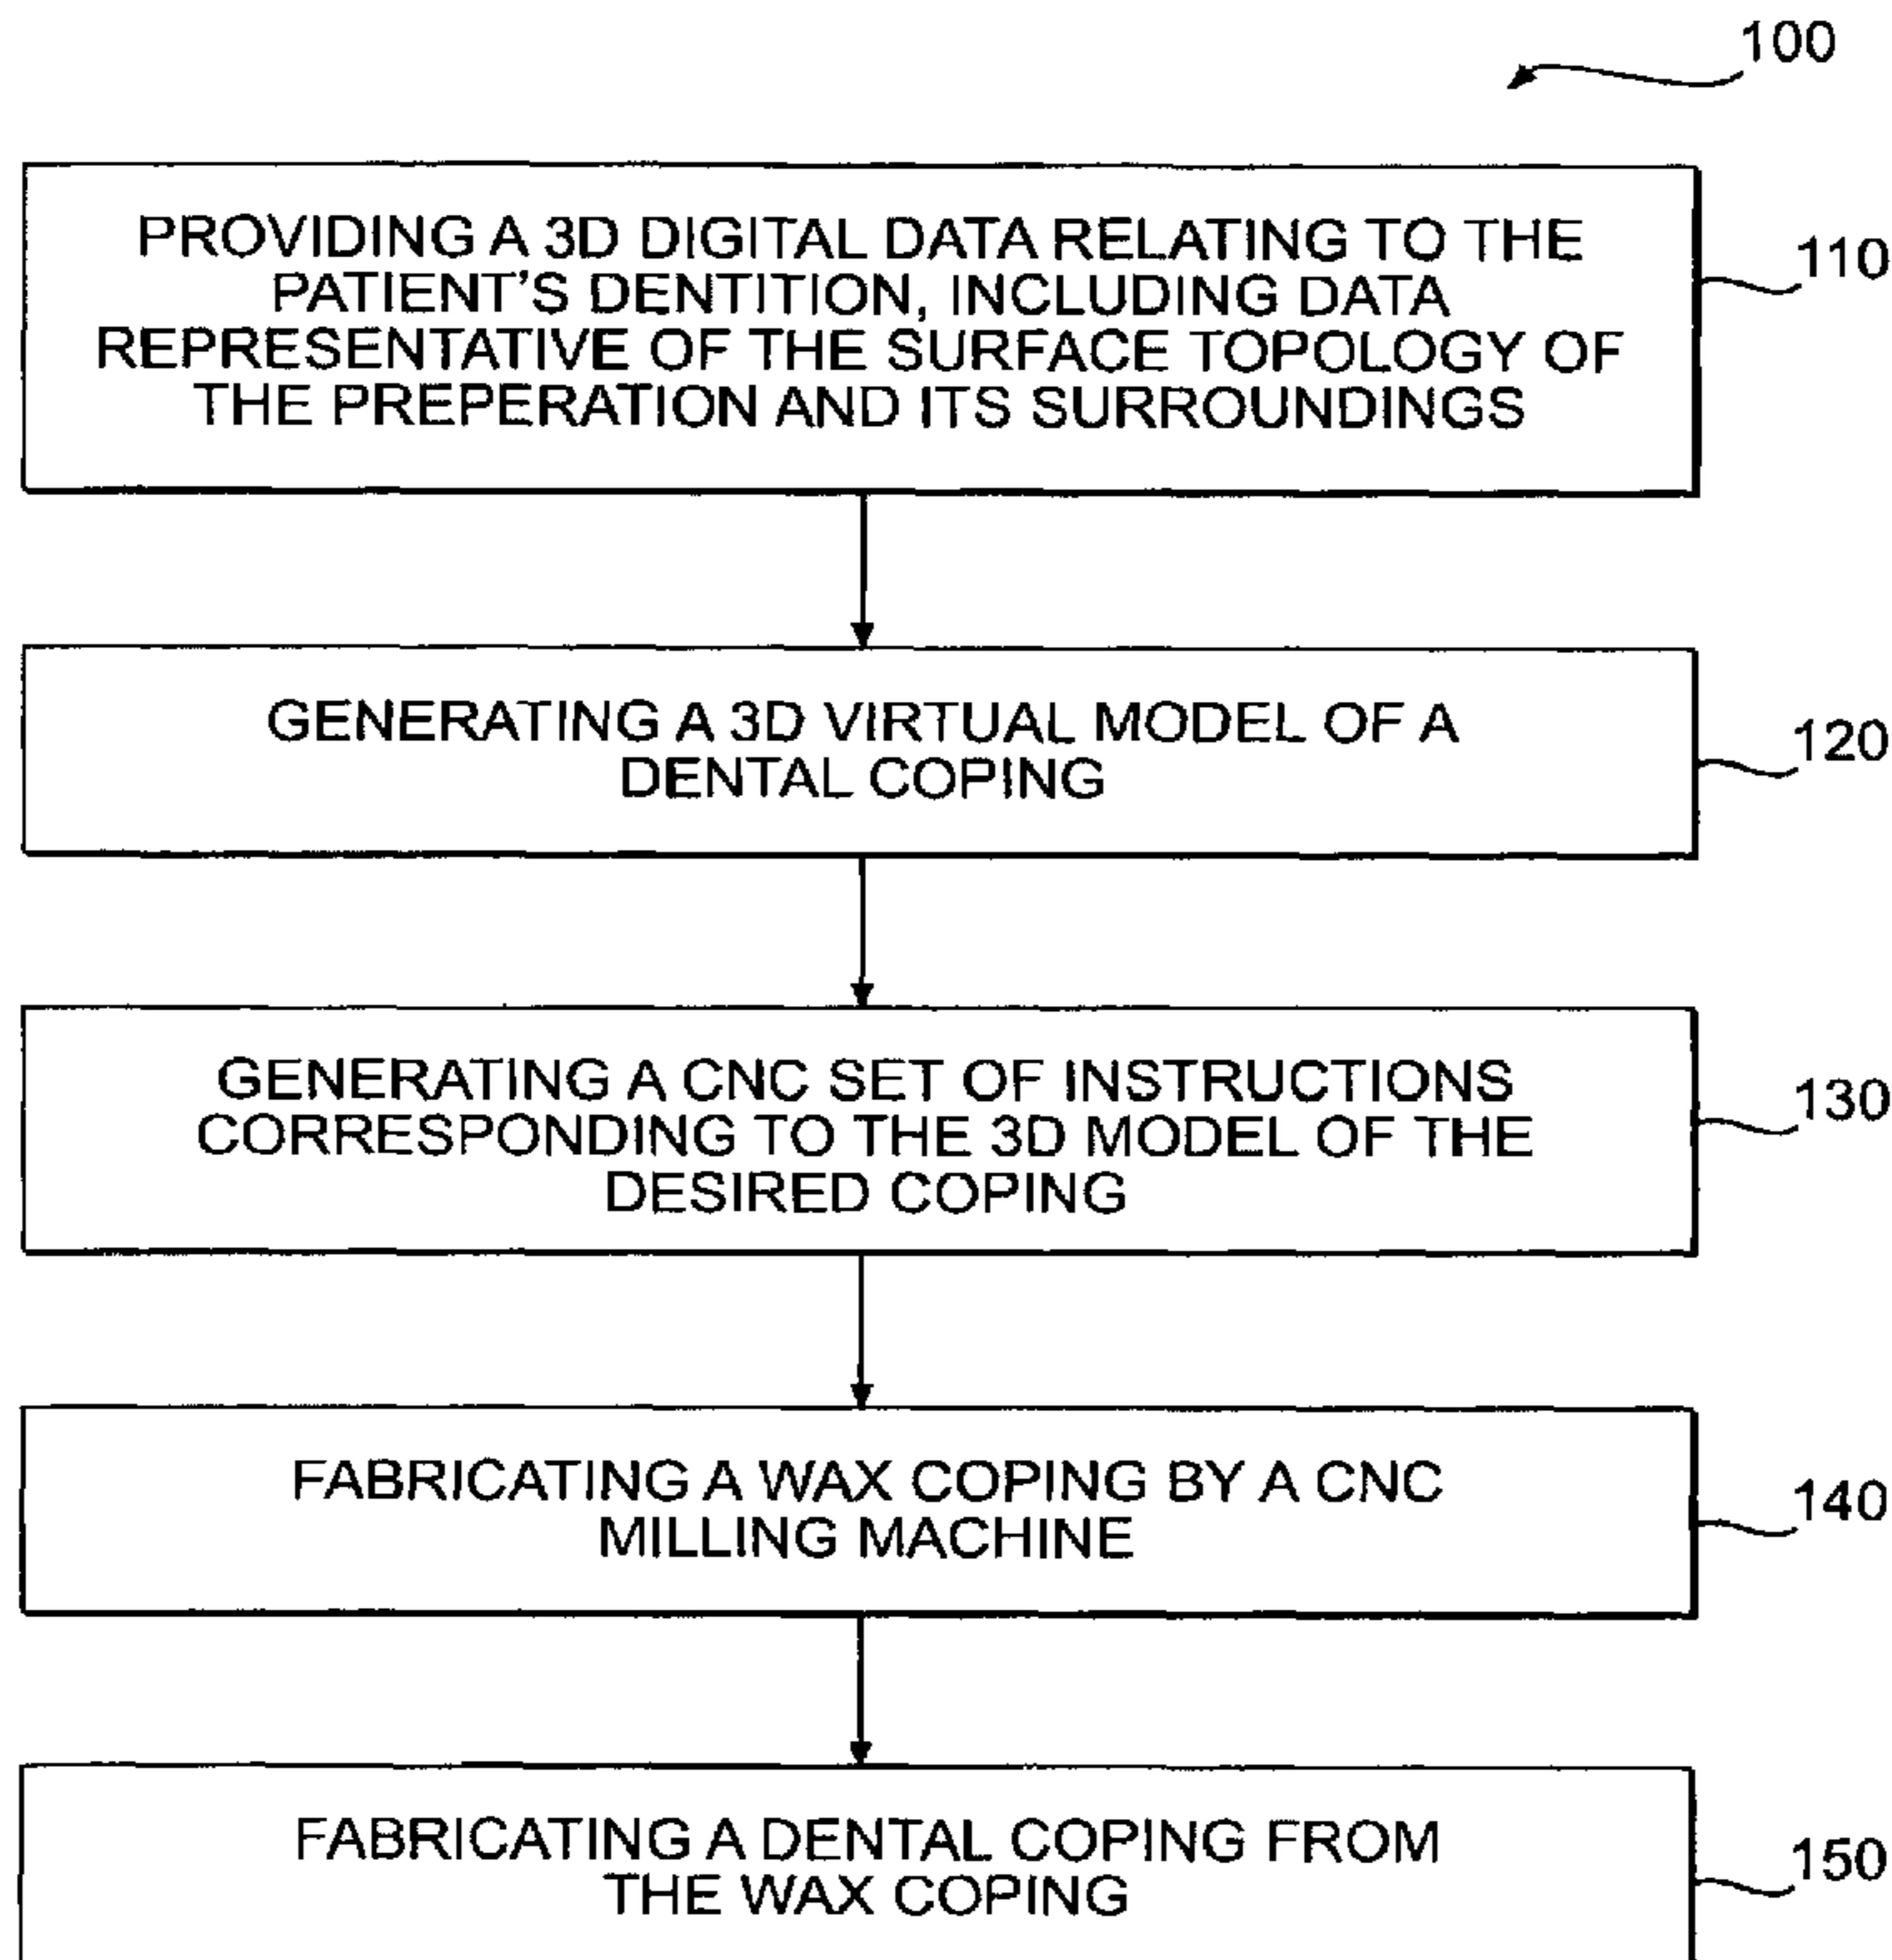 100
PROVIDING A 3D DIGITAL DATA RELATING TO THE
PATIENT'S DENTITION, INCLUDING DATA
REPRESENTATIVE OF THE SURFACE TOPOLOGY OF
THE PREPERATION AND ITS SURROUNDINGS
110
GENERATING A 3D VIRTUAL MODEL OF A
DENTAL COPING
120
GENERATING A CNC SET OF INSTRUCTIONS
CORRESPONDING TO THE 3D MODEL OF THE
DESIRED COPING
130
FABRICATING A WAX COPING BY A CNC
MILLING MACHINE
140
FABRICATING A DENTAL COPING FROM
THE WAX COPING
150